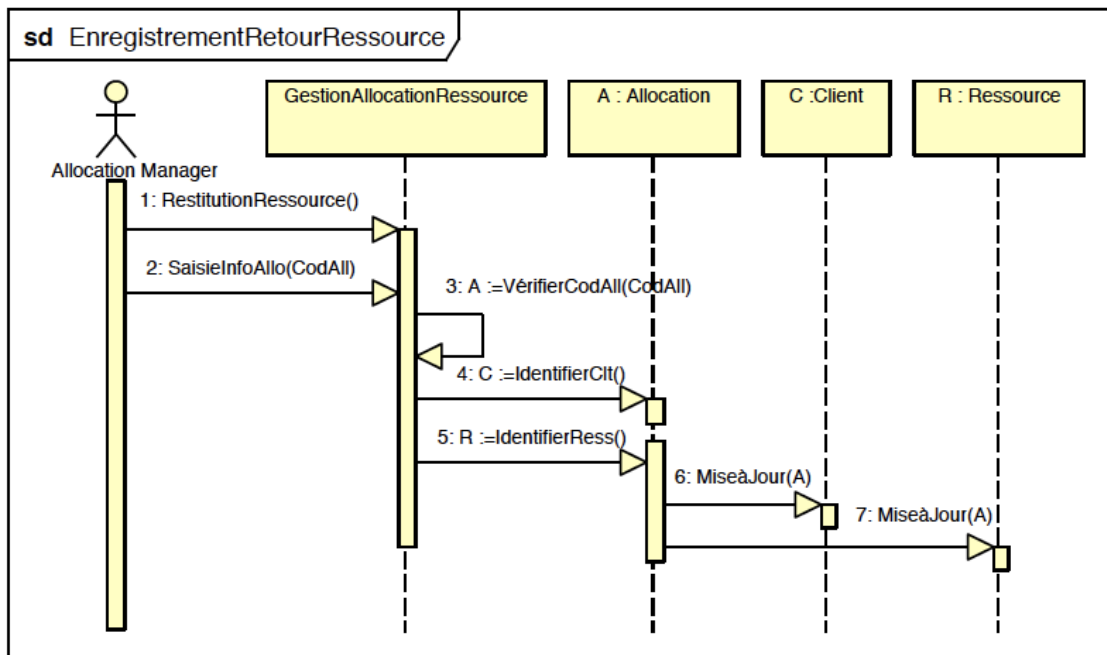 sd EnregistrementRetourRessource
GestionAllocationRessource
A : Allocation
C :Client
R : Ressource
Allocation Manager
1: RestitutionRessource()
2: SaisieInfoAllo(CodAll)
3: A :=VérifierCodAll(CodAll)
4: C :=IdentifierClt()
5: R :=IdentifierRess()
6: MiseàJour(A)
7: MiseàJour(A)